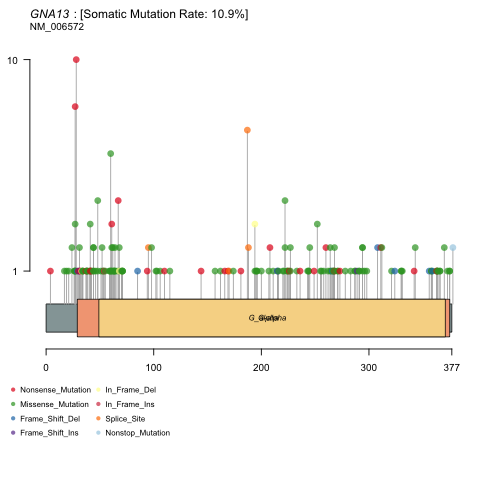 GNA13 : [Somatic Mutation Rate: 10.9%]
NM_006572
10
1
0 100 200 300 377
Nonsense_Mutation In_Frame_Del
Missense_Mutation In_Frame_Ins
Frame_Shift_Del Splice_Site
Frame_Shift_Ins Nonstop_Mutation